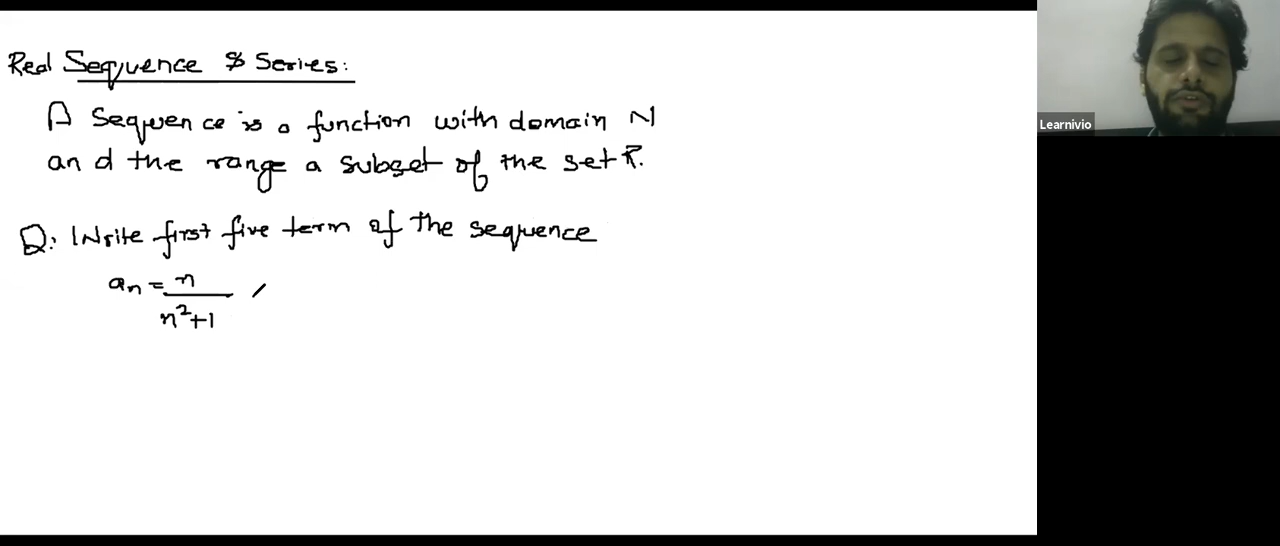 Real Sequence & Series:
A Sequence is a function with domain N
and the range a subset of the set R.
Q: Write first five term of the sequence
aₙ = n / n²+1
Learnivio